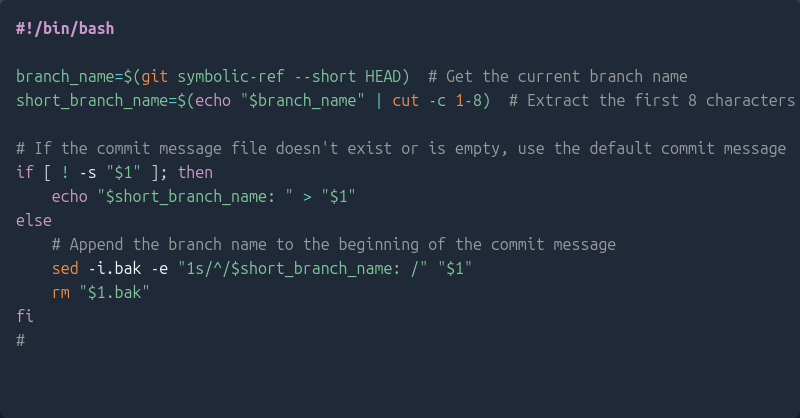 #!/bin/bash

branch_name=$(git symbolic-ref --short HEAD)  # Get the current branch name
short_branch_name=$(echo "$branch_name" | cut -c 1-8)  # Extract the first 8 characters

# If the commit message file doesn't exist or is empty, use the default commit message
if [ ! -s "$1" ]; then
    echo "$short_branch_name: " > "$1"
else
    # Append the branch name to the beginning of the commit message
    sed -i.bak -e "1s/^/$short_branch_name: /" "$1"
    rm "$1.bak"
fi
#